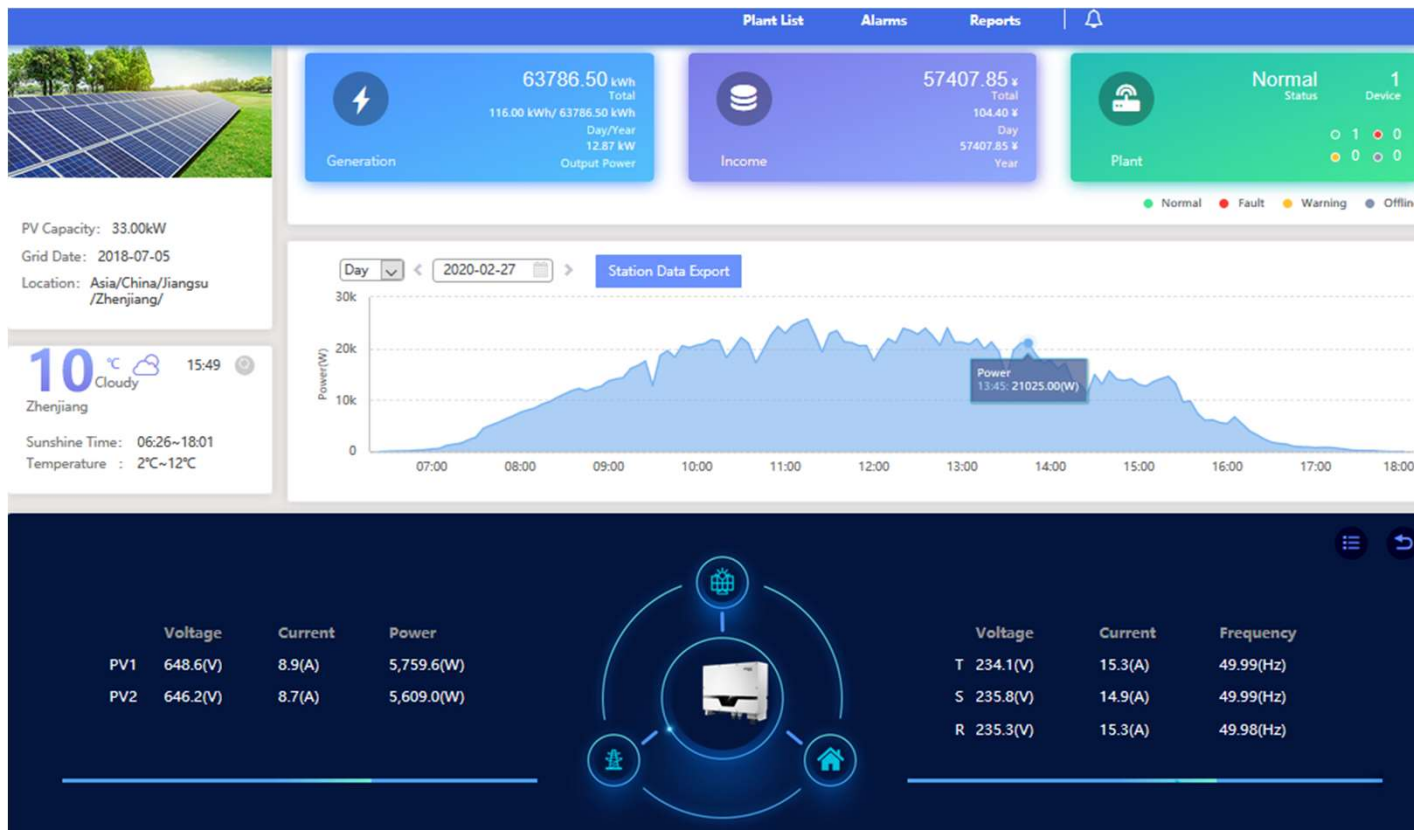 Plant List Alarms Reports
63786.50 kWh
Total
116.00 kWh/ 63786.50 kWh
Day/Year
12.87 kW
Generation Output Power
57407.85 ¥
Total
104.40 ¥
Day
57407.85 ¥
Income Year
Normal 1
Status Device
1 0
0 0
Plant
Normal Fault Warning Offlin
PV Capacity: 33.00kW
Grid Date: 2018-07-05
Location: Asia/China/Jiangsu
/Zhenjiang/
10 ℃ 15:49
Cloudy
Zhenjiang
Sunshine Time: 06:26~18:01
Temperature : 2℃~12℃
Day 2020-02-27 Station Data Export
Power(W)
30k
20k
10k
0
Power
13:45: 21025.00(W)
07:00 08:00 09:00 10:00 11:00 12:00 13:00 14:00 15:00 16:00 17:00 18:00
Voltage Current Power
PV1 648.6(V) 8.9(A) 5,759.6(W)
PV2 646.2(V) 8.7(A) 5,609.0(W)
Voltage Current Frequency
T 234.1(V) 15.3(A) 49.99(Hz)
S 235.8(V) 14.9(A) 49.99(Hz)
R 235.3(V) 15.3(A) 49.98(Hz)